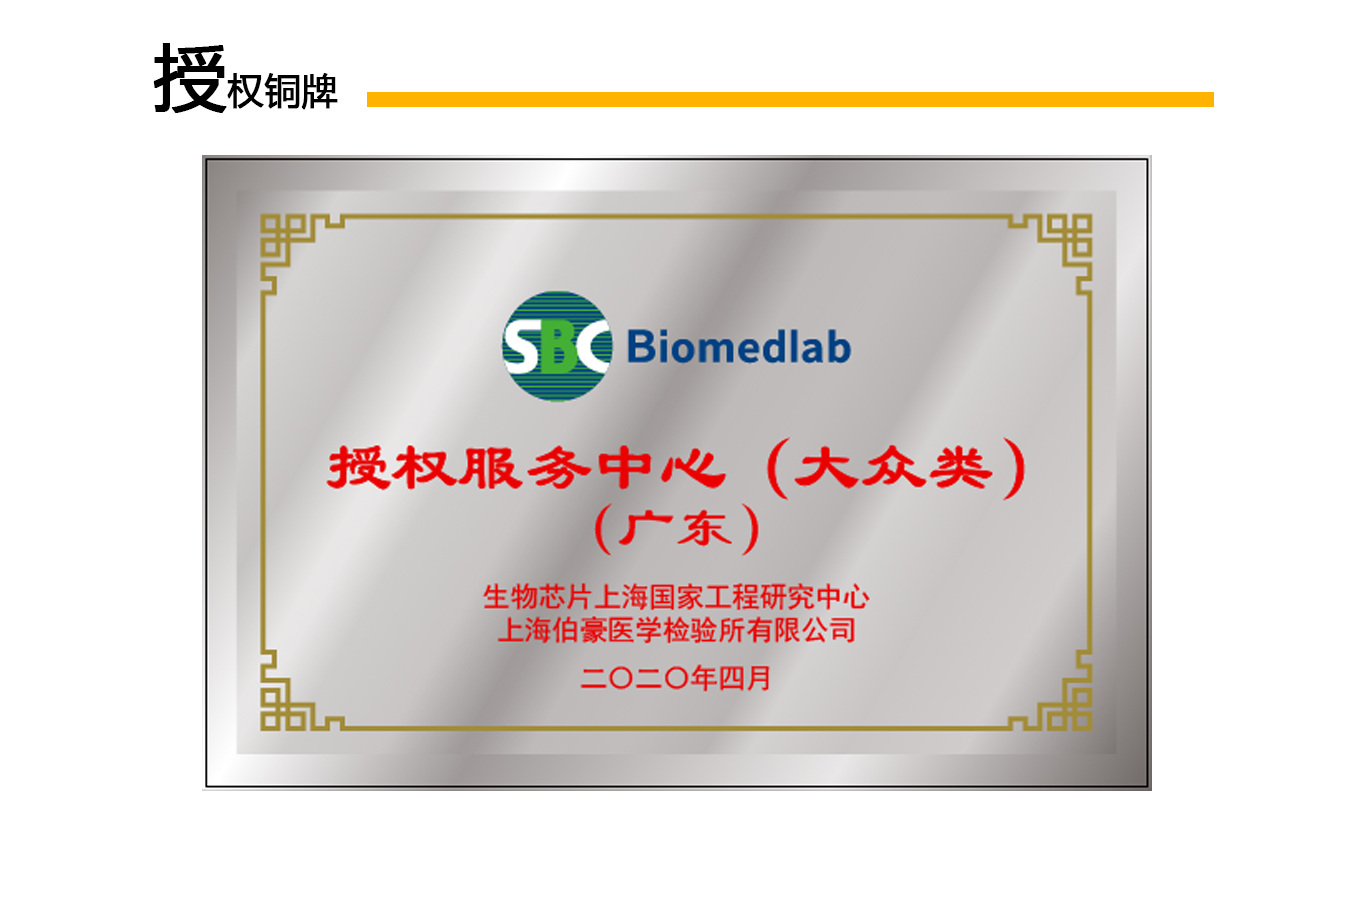 授权铜牌
SBC Biomedlab
授权服务中心（大众类）
（广东）
生物芯片上海国家工程研究中心
上海伯豪医学检验所有限公司
二〇二〇年四月